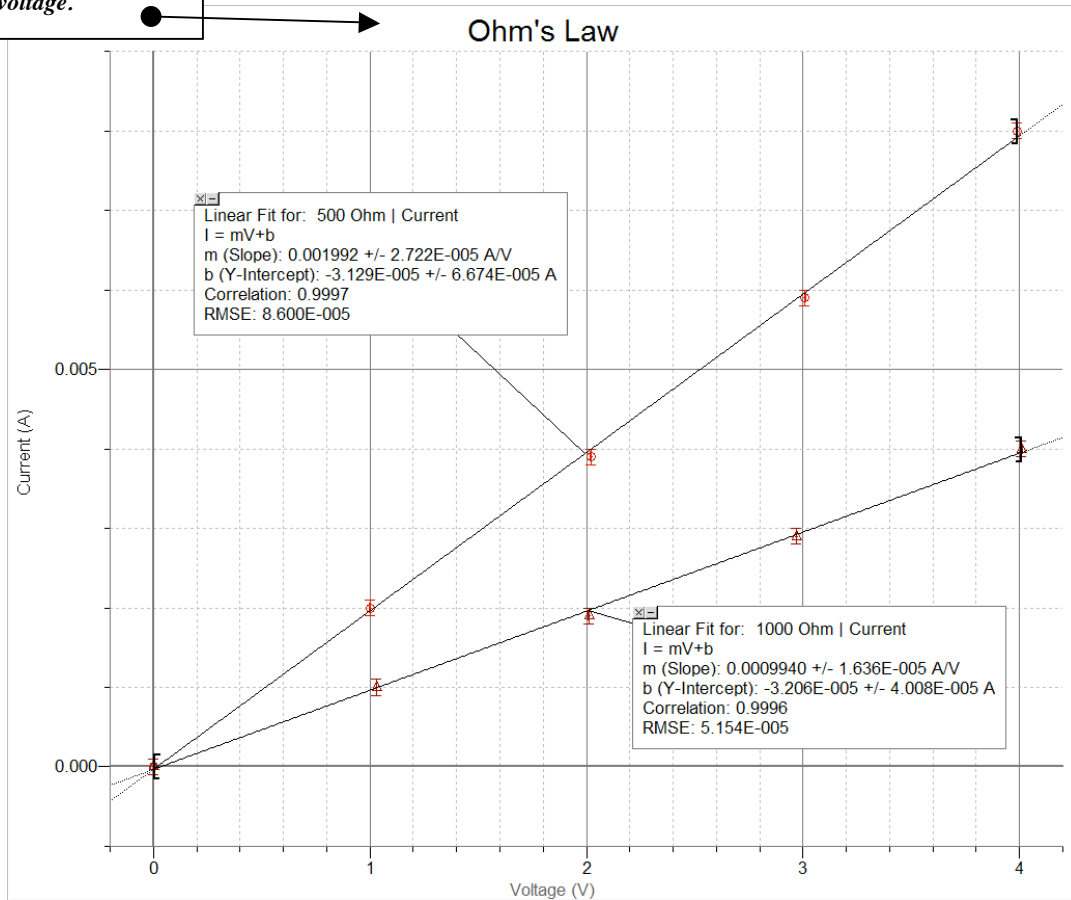 voltage.
Ohm's Law
Linear Fit for: 500 Ohm | Current
I = mV+b
m (Slope): 0.001992 +/- 2.722E-005 A/V
b (Y-Intercept): -3.129E-005 +/- 6.674E-005 A
Correlation: 0.9997
RMSE: 8.600E-005
0.005
Current (A)
Linear Fit for: 1000 Ohm | Current
I = mV+b
m (Slope): 0.0009940 +/- 1.636E-005 A/V
b (Y-Intercept): -3.206E-005 +/- 4.008E-005 A
Correlation: 0.9996
RMSE: 5.154E-005
0.000
0 1 2 3 4
Voltage (V)